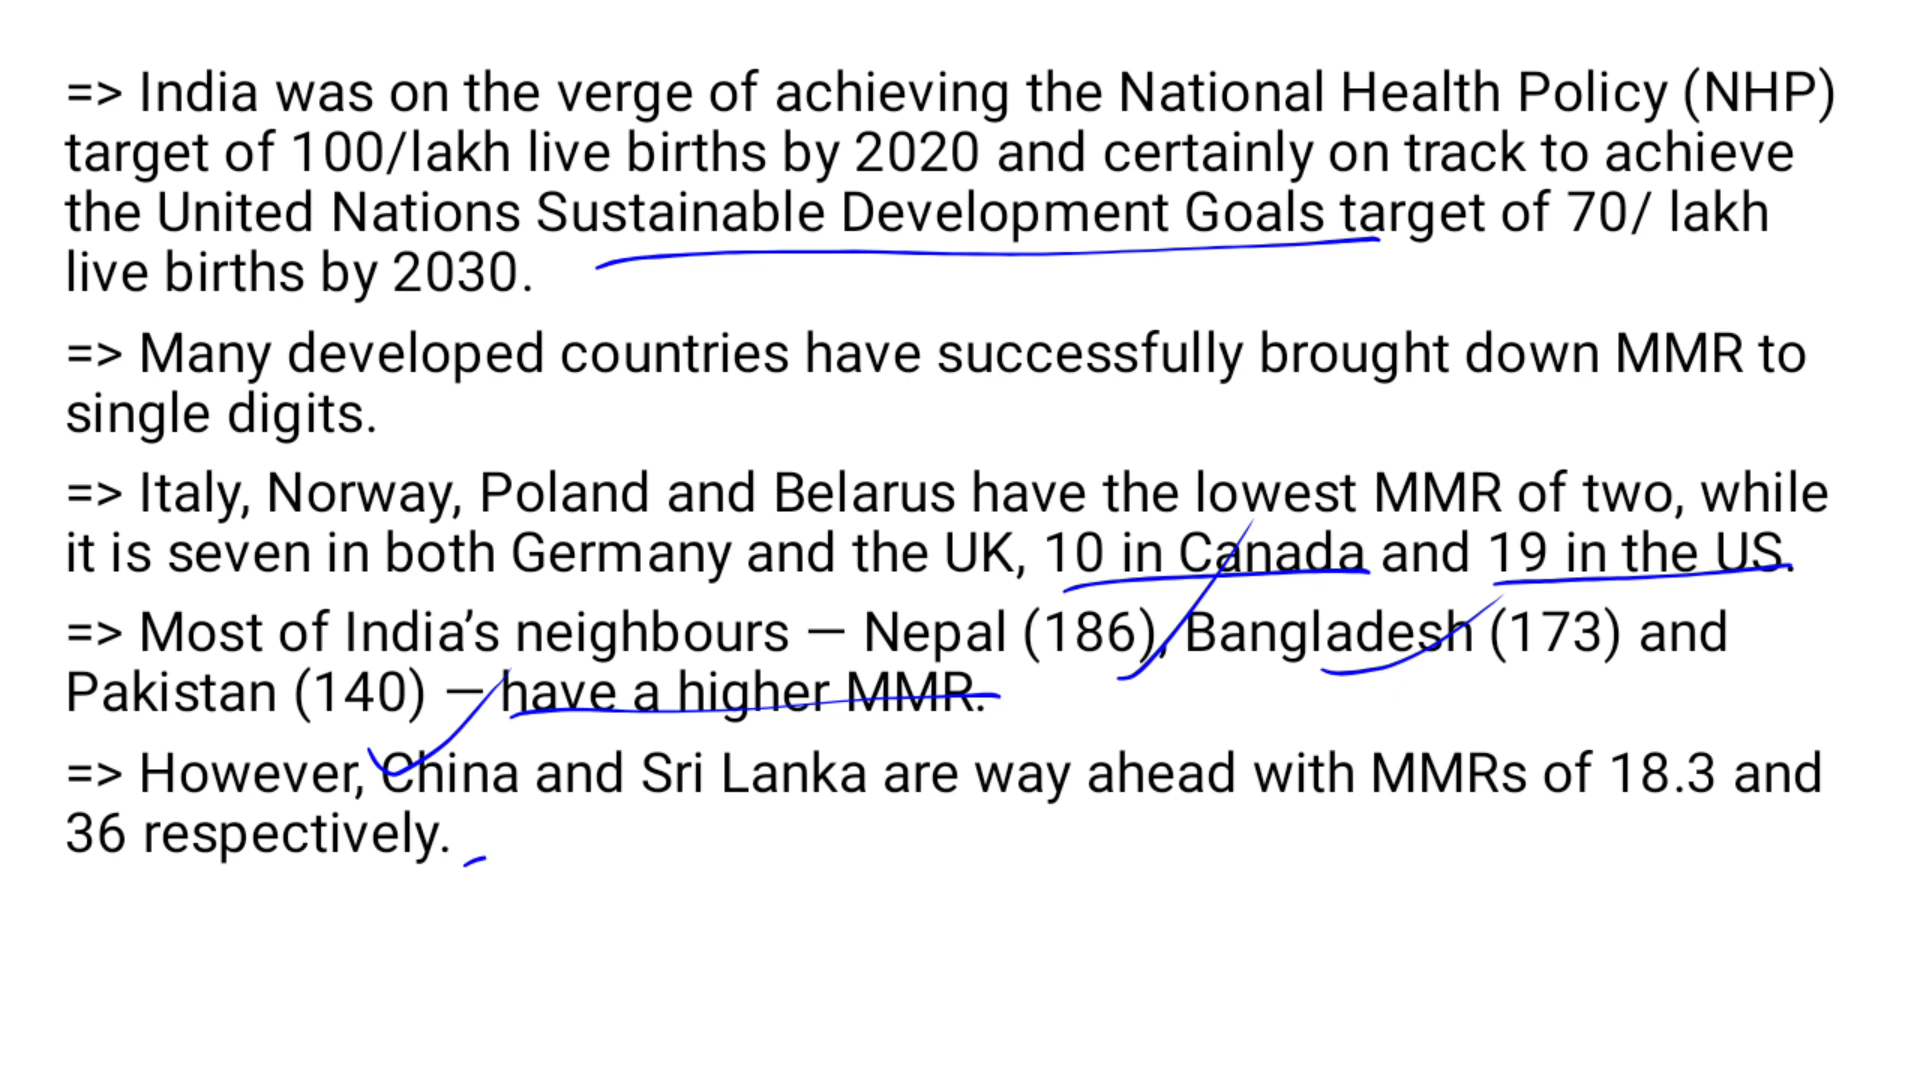 => India was on the verge of achieving the National Health Policy (NHP)
target of 100/lakh live births by 2020 and certainly on track to achieve
the United Nations Sustainable Development Goals target of 70/ lakh
live births by 2030.
=> Many developed countries have successfully brought down MMR to
single digits.
=> Italy, Norway, Poland and Belarus have the lowest MMR of two, while
it is seven in both Germany and the UK, 10 in Canada and 19 in the US.
=> Most of India’s neighbours — Nepal (186), Bangladesh (173) and
Pakistan (140) — have a higher MMR.
=> However, China and Sri Lanka are way ahead with MMRs of 18.3 and
36 respectively.